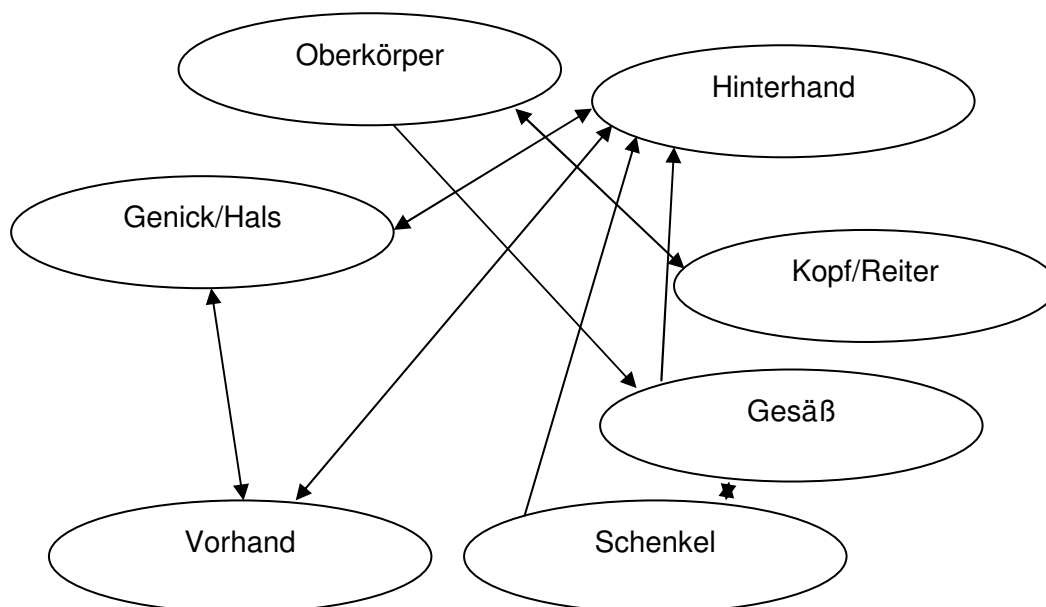 Oberkörper
Hinterhand
Genick/Hals
Kopf/Reiter
Gesäß
Vorhand
Schenkel